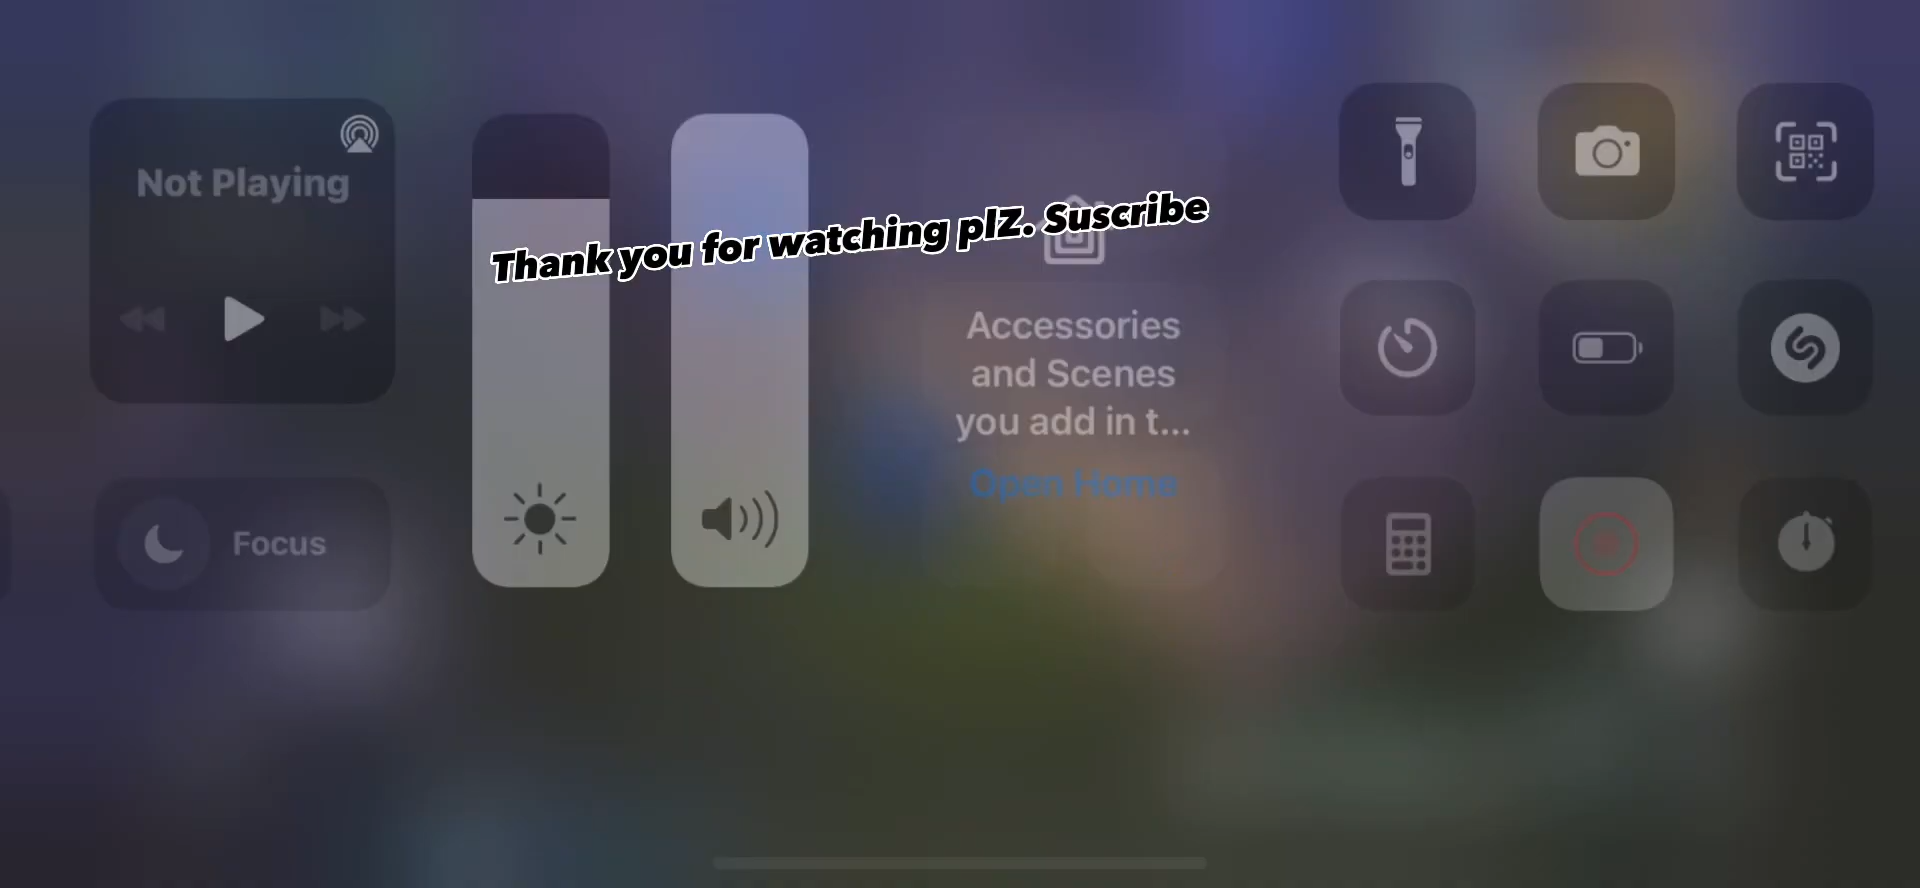 Not Playing
Thank you for watching plZ. Suscribe
Accessories
and Scenes
you add in t...
Open Home
Focus